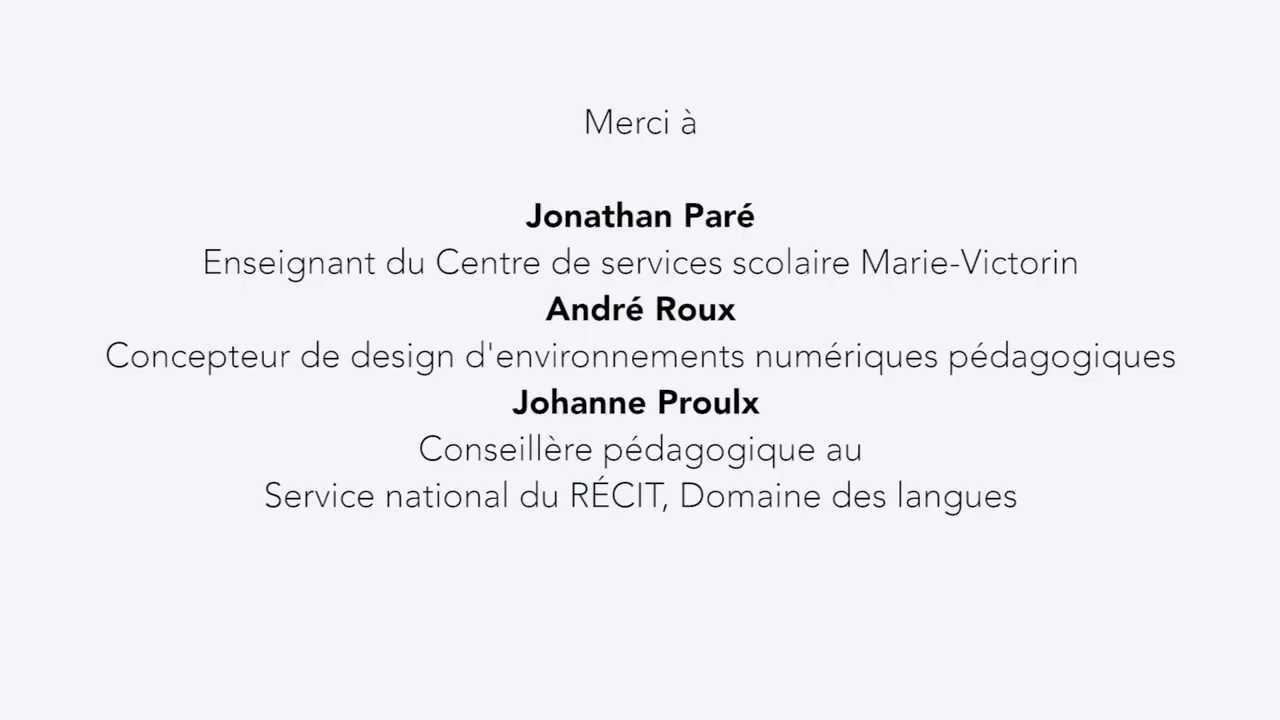 Merci à
Jonathan Paré
Enseignant du Centre de services scolaire Marie-Victorin
André Roux
Concepteur de design d'environnements numériques pédagogiques
Johanne Proulx
Conseillère pédagogique au
Service national du RÉCIT, Domaine des langues